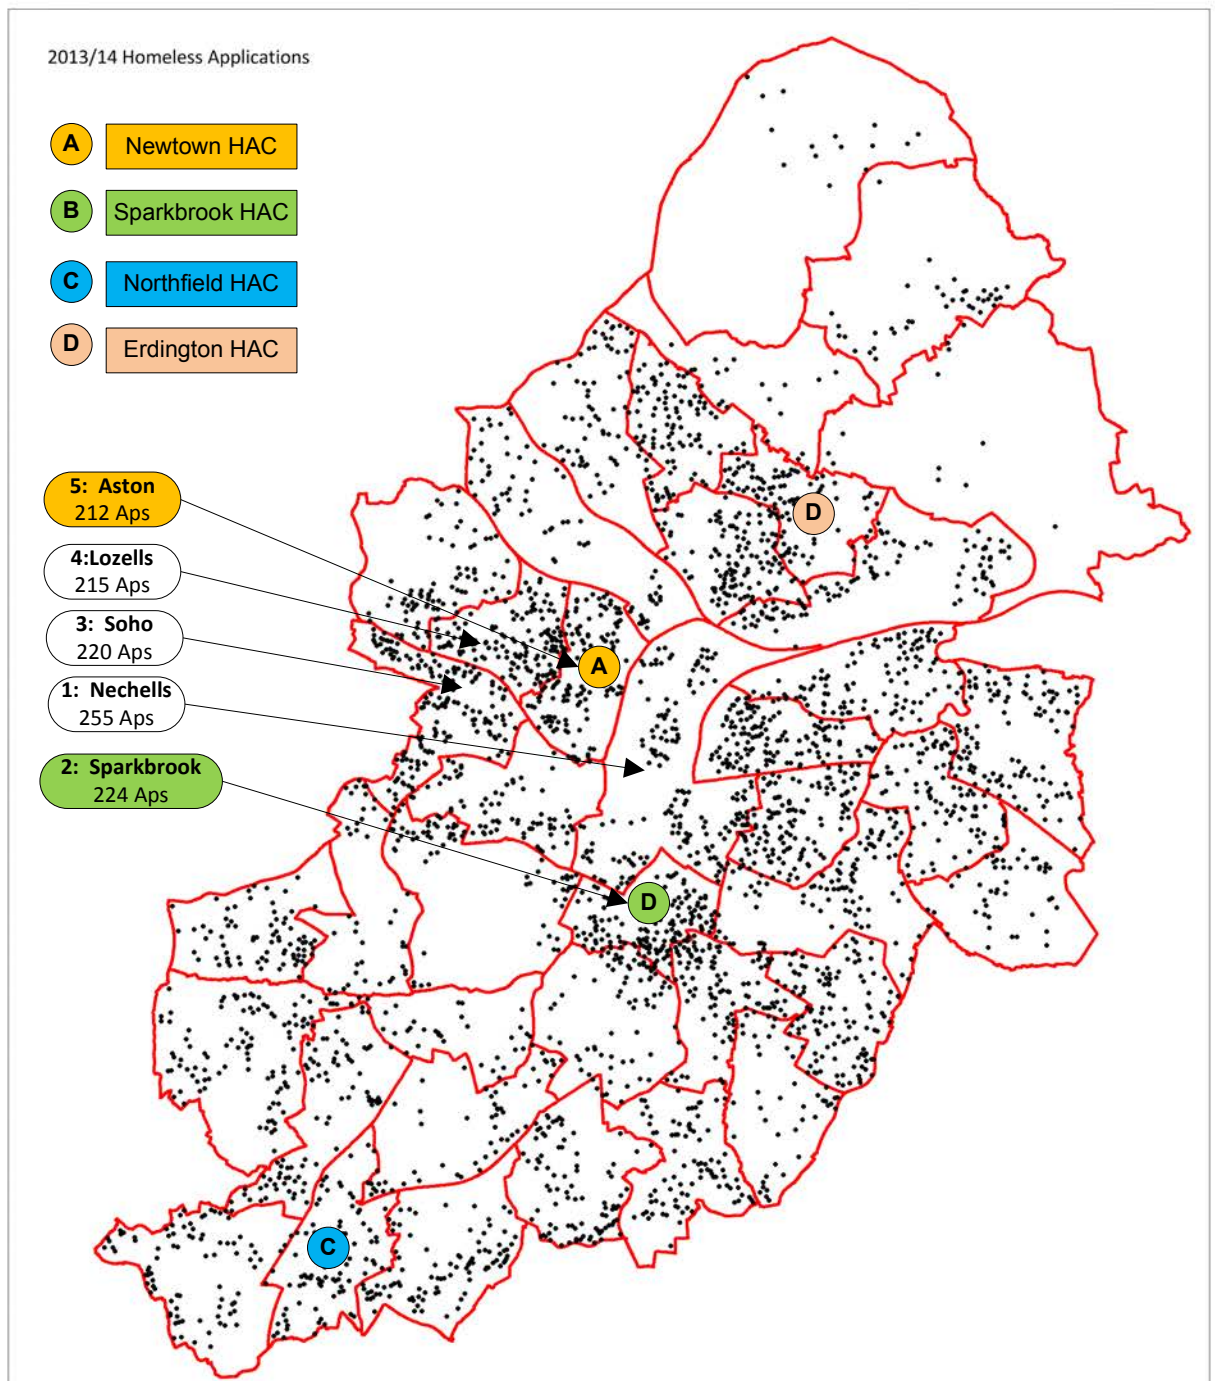 2013/14 Homeless Applications
A
Newtown HAC
B
Sparkbrook HAC
C
Northfield HAC
D
Erdington HAC
5: Aston
212 Aps
4:Lozells
215 Aps
3: Soho
220 Aps
1: Nechells
255 Aps
2: Sparkbrook
224 Aps
D
A
D
C